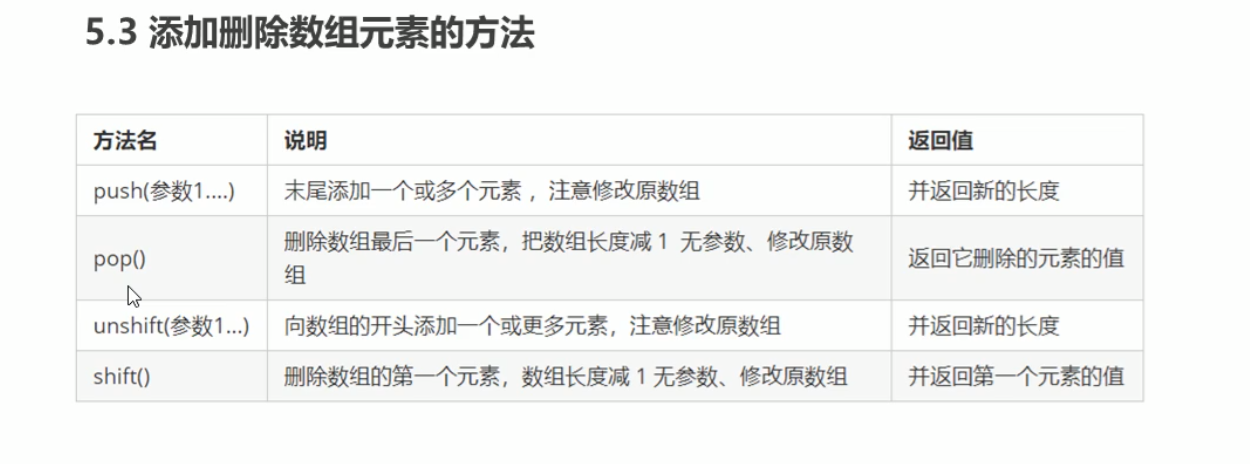 5.3 添加删除数组元素的方法
方法名 说明 返回值
push(参数1....) 末尾添加一个或多个元素，注意修改原数组 并返回新的长度
删除数组最后一个元素，把数组长度减 1 无参数、修改原数
pop() 返回它删除的元素的值
组
unshift(参数1...) 向数组的开头添加一个或更多元素，注意修改原数组 并返回新的长度
shift() 删除数组的第一个元素，数组长度减 1 无参数、修改原数组 并返回第一个元素的值